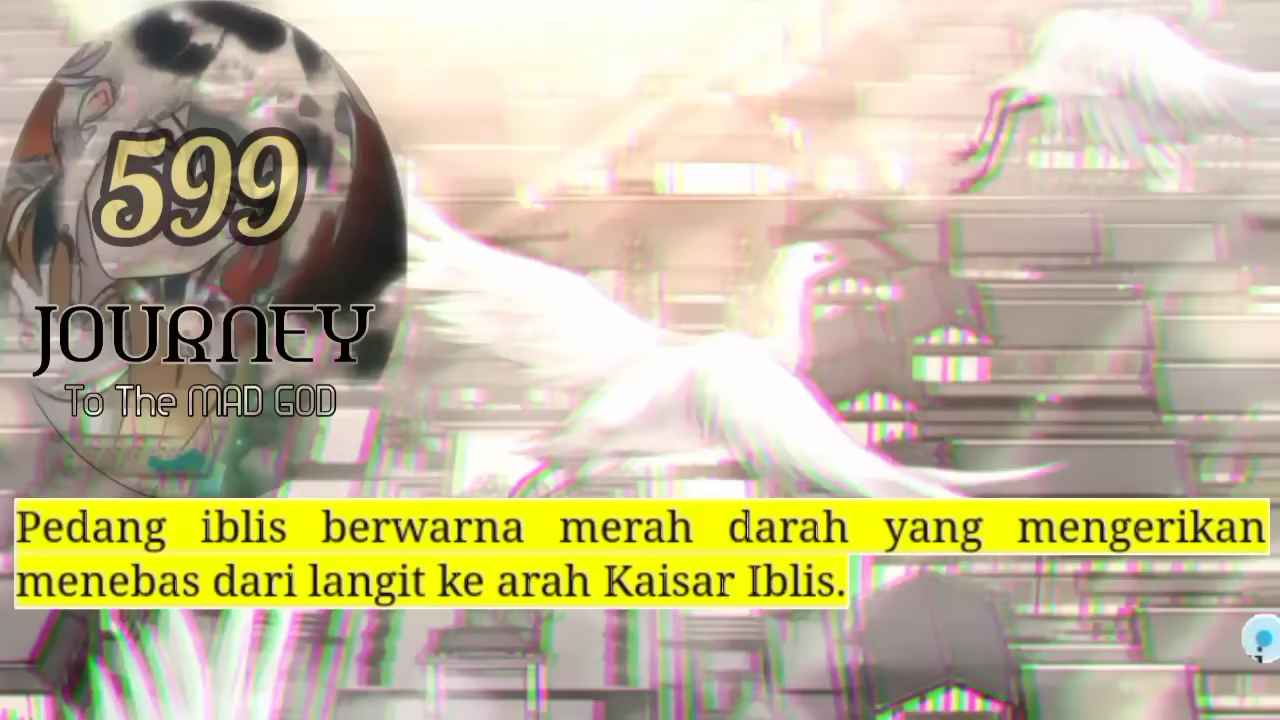 599
JOURNEY
To The MAD GOD
Pedang iblis berwarna merah darah yang mengerikan
menebas dari langit ke arah Kaisar Iblis.